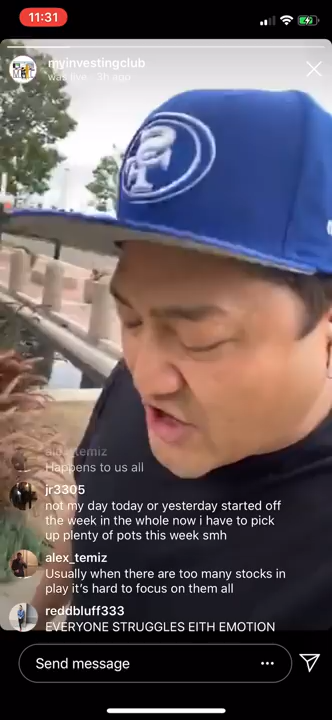 11:31
myinvestingclub
was live · 3h ago
SF
alex_temiz
Happens to us all
jr3305
not my day today or yesterday started off
the week in the whole now i have to pick
up plenty of pots this week smh
alex_temiz
Usually when there are too many stocks in
play it's hard to focus on them all
reddbluff333
EVERYONE STRUGGLES EITH EMOTION
Send message